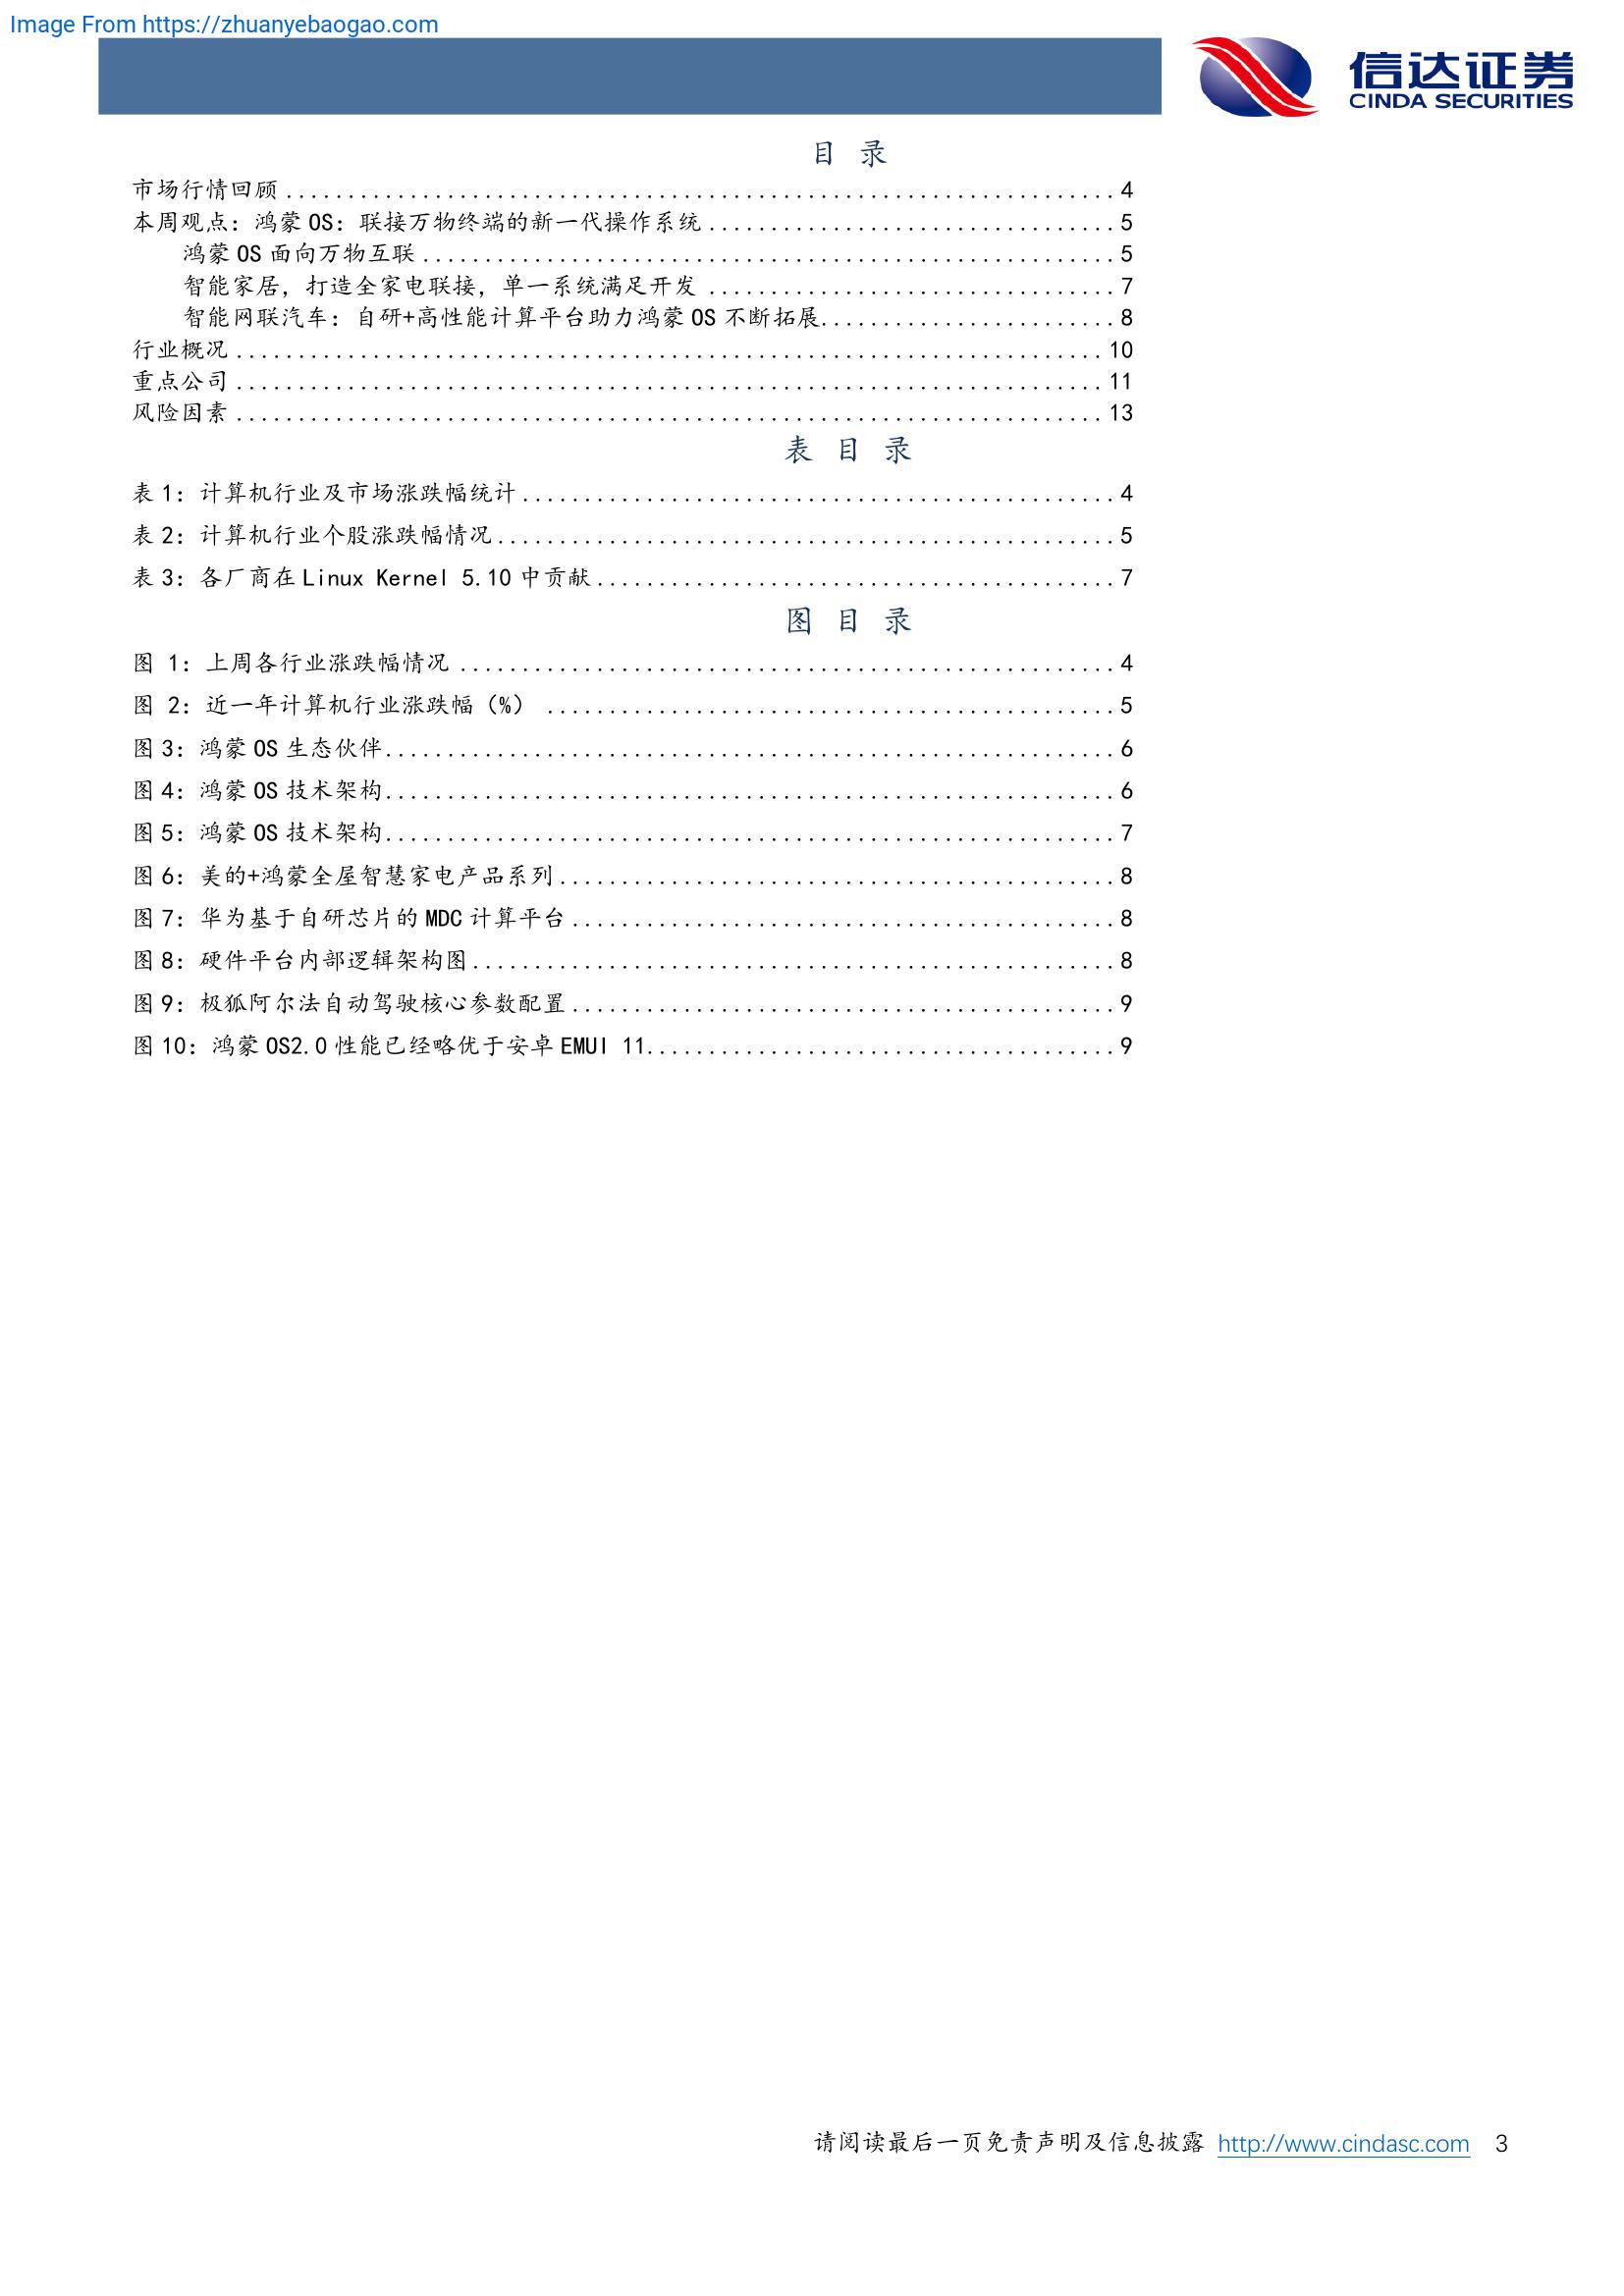 Image From https://zhuanyebaogao.com
信达证券
CINDA SECURITIES
目 录
市场行情回顾 ........................................................................ 4
本周观点：鸿蒙 OS：联接万物终端的新一代操作系统 ........................................ 5
鸿蒙 OS 面向万物互联 ................................................................ 5
智能家居，打造全家电联接，单一系统满足开发 ........................................ 7
智能网联汽车：自研+高性能计算平台助力鸿蒙 OS 不断拓展 ................................ 8
行业概况 .......................................................................... 10
重点公司 .......................................................................... 11
风险因素 .......................................................................... 13
表 目 录
表 1：计算机行业及市场涨跌幅统计 .................................................... 4
表 2：计算机行业个股涨跌幅情况 ...................................................... 5
表 3：各厂商在 Linux Kernel 5.10 中贡献 .............................................. 7
图 目 录
图 1：上周各行业涨跌幅情况 .......................................................... 4
图 2：近一年计算机行业涨跌幅（%） .................................................... 5
图 3：鸿蒙 OS 生态伙伴 .............................................................. 6
图 4：鸿蒙 OS 技术架构 .............................................................. 6
图 5：鸿蒙 OS 技术架构 .............................................................. 7
图 6：美的+鸿蒙全屋智慧家电产品系列 .................................................. 8
图 7：华为基于自研芯片的 MDC 计算平台 ................................................ 8
图 8：硬件平台内部逻辑架构图 ........................................................ 8
图 9：极狐阿尔法自动驾驶核心参数配置 ................................................ 9
图 10：鸿蒙 OS2.0 性能已经略优于安卓 EMUI 11 .......................................... 9
请阅读最后一页免责声明及信息披露 http://www.cindasc.com 3